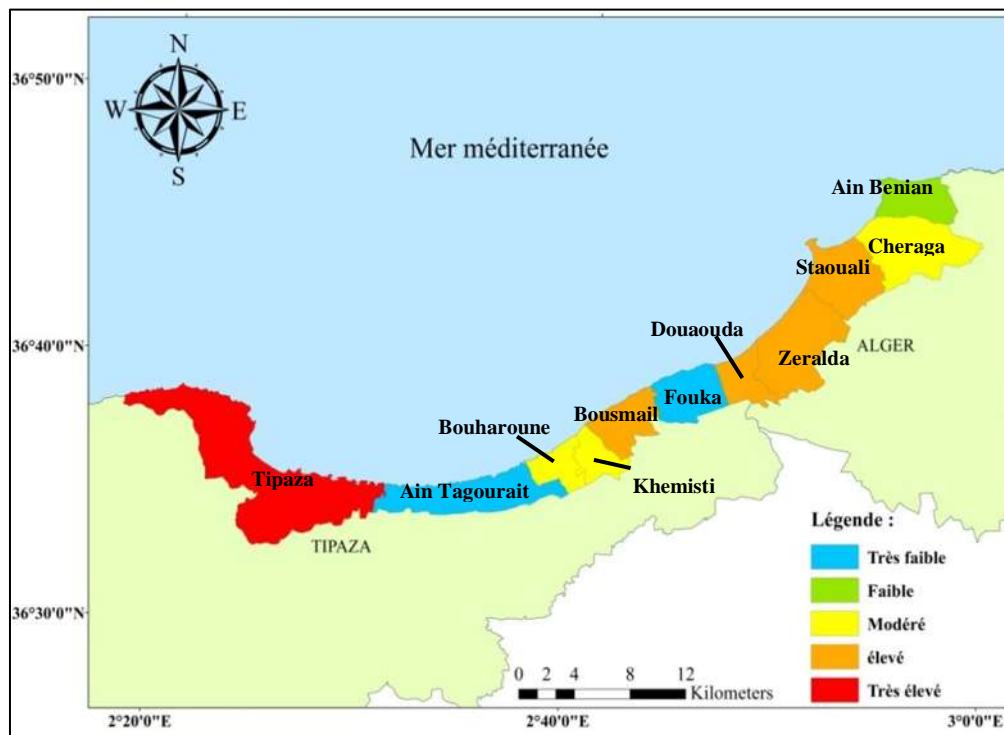 N
W E
S
36°50'0"N
36°40'0"N
36°30'0"N
Mer méditerranée
Ain Benian
Cheraga
Staouali
Douaouda
Zeralda
ALGER
Fouka
Bousmail
Bouharoune
Khemisti
Tipaza
Ain Tagourait
TIPAZA
Légende :
Très faible
Faible
Modéré
élevé
Très élevé
0 2 4 8 12
Kilometers
2°20'0"E 2°40'0"E 3°0'0"E